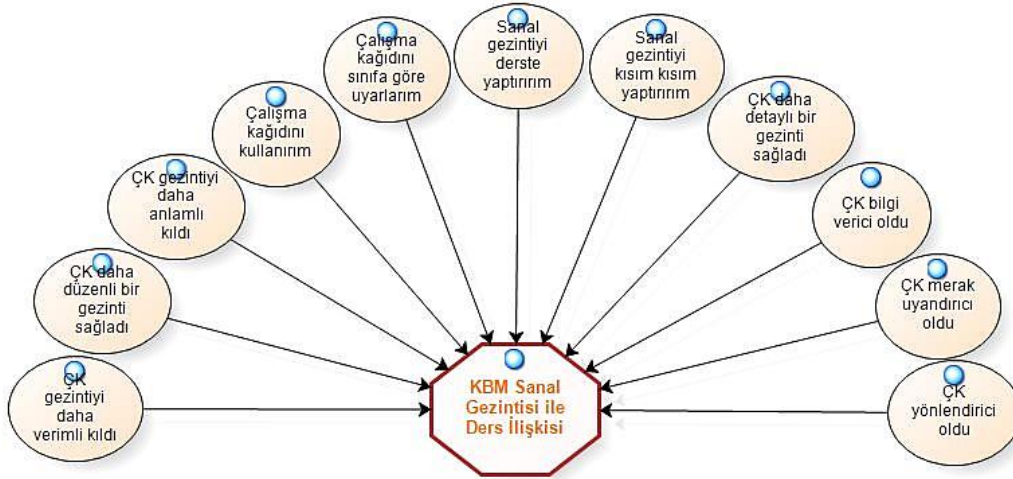 Çalışma
kağıdını
sınıfa göre
uyarlarım
Sanal
gezintiyi
derste
yaptırırım
Sanal
gezintiyi
kısım kısım
yaptırırım
Çalışma
kağıdını
kullanırım
ÇK daha
detaylı bir
gezinti
sağladı
ÇK gezintiyi
daha
anlamlı
kıldı
ÇK bilgi
verici oldu
ÇK daha
düzenli bir
gezinti
sağladı
ÇK merak
uyandırıcı
oldu
ÇK
gezintiyi
daha
verimli kıldı
KBM Sanal
Gezintisi ile
Ders İlişkisi
ÇK
yönlendirici
oldu